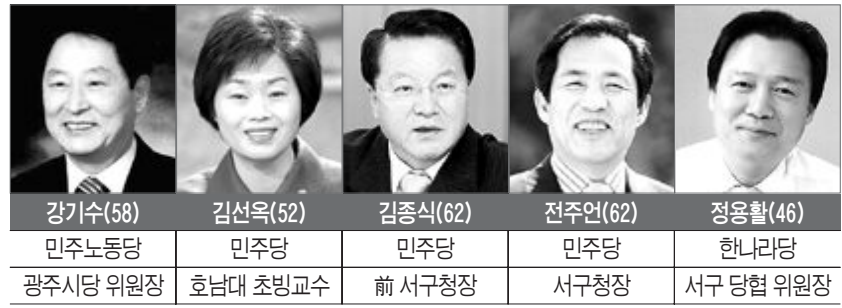 강기수(58) 김선옥(52) 김종식(62) 전주언(62) 정용활(46)
민주노동당 민주당 민주당 민주당 한나라당
광주시당 위원장 호남대 초빙교수 前 서구청장 서구청장 서구 당협 위원장